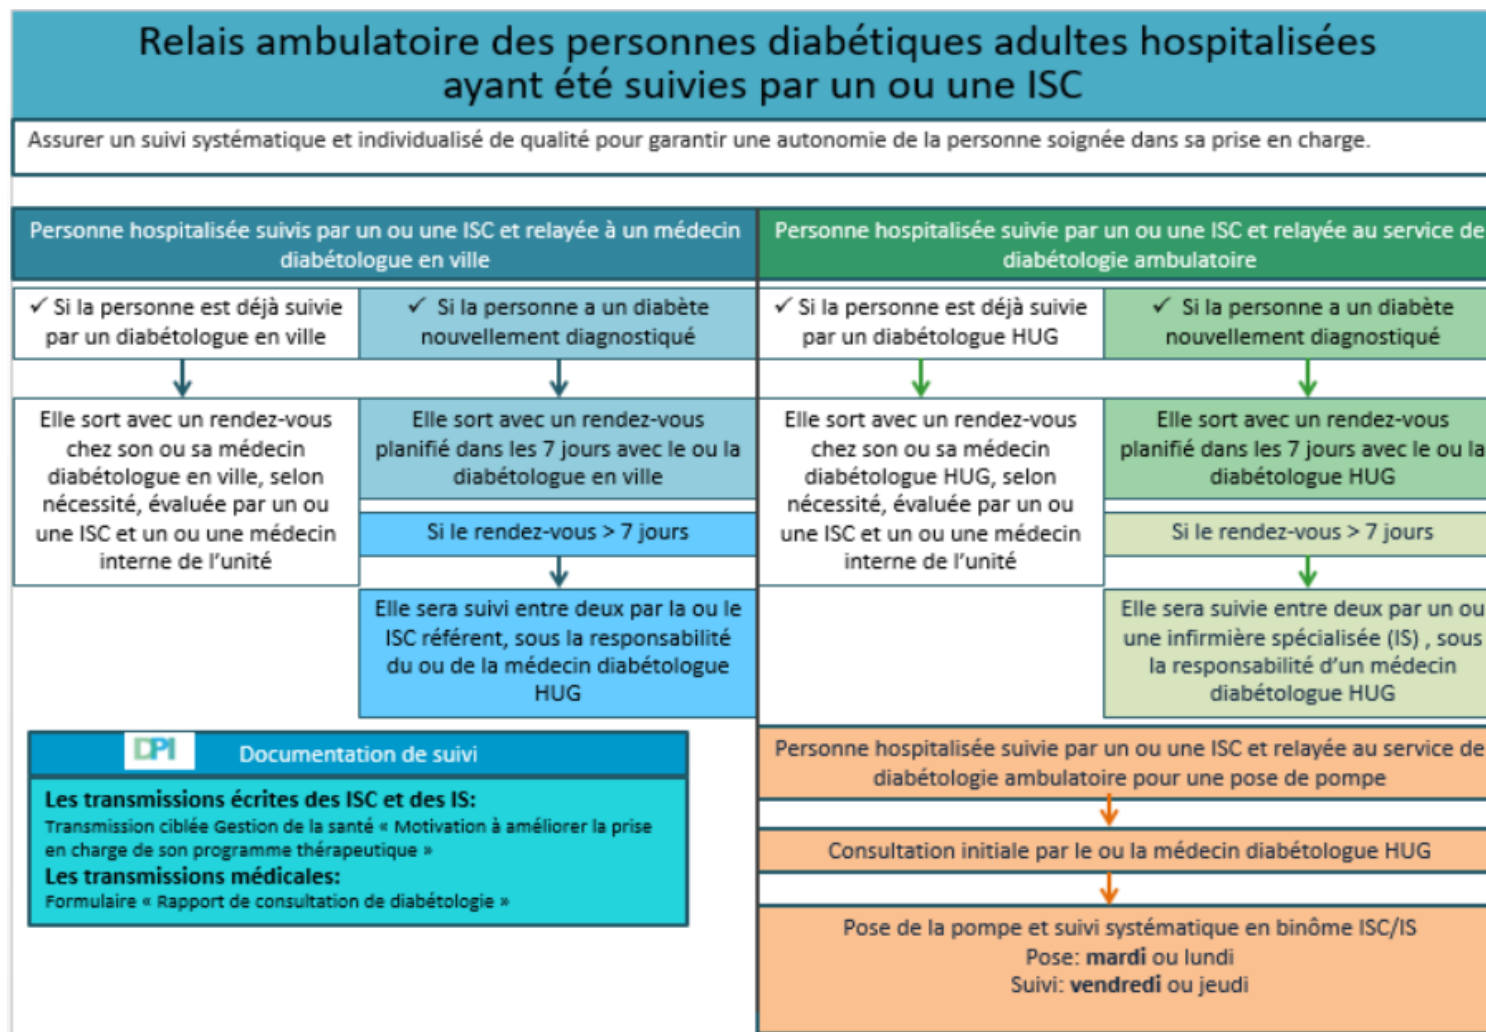 Relais ambulatoire des personnes diabétiques adultes hospitalisées
ayant été suivies par un ou une ISC
Assurer un suivi systématique et individualisé de qualité pour garantir une autonomie de la personne soignée dans sa prise en charge.
Personne hospitalisée suivis par un ou une ISC et relayée à un médecin
diabétologue en ville
✓ Si la personne est déjà suivie
par un diabétologue en ville
✓ Si la personne a un diabète
nouvellement diagnostiqué
Elle sort avec un rendez-vous
chez son ou sa médecin
diabétologue en ville, selon
nécessité, évaluée par un ou
une ISC et un ou une médecin
interne de l'unité
Elle sort avec un rendez-vous
planifié dans les 7 jours avec le ou la
diabétologue en ville
Si le rendez-vous > 7 jours
Elle sera suivi entre deux par la ou le
ISC référent, sous la responsabilité
du ou de la médecin diabétologue
HUG
DPI
Documentation de suivi
Les transmissions écrites des ISC et des IS:
Transmission ciblée Gestion de la santé « Motivation à améliorer la prise
en charge de son programme thérapeutique »
Les transmissions médicales:
Formulaire « Rapport de consultation de diabétologie »
Personne hospitalisée suivie par un ou une ISC et relayée au service de
diabétologie ambulatoire
✓ Si la personne est déjà suivie
par un diabétologue HUG
✓ Si la personne a un diabète
nouvellement diagnostiqué
Elle sort avec un rendez-vous
chez son ou sa médecin
diabétologue HUG, selon
nécessité, évaluée par un ou
une ISC et un ou une médecin
interne de l'unité
Elle sort avec un rendez-vous
planifié dans les 7 jours avec le ou la
diabétologue HUG
Si le rendez-vous > 7 jours
Elle sera suivie entre deux par un ou
une infirmière spécialisée (IS) , sous
la responsabilité d'un médecin
diabétologue HUG
Personne hospitalisée suivie par un ou une ISC et relayée au service de
diabétologie ambulatoire pour une pose de pompe
Consultation initiale par le ou la médecin diabétologue HUG
Pose de la pompe et suivi systématique en binôme ISC/IS
Pose: mardi ou lundi
Suivi: vendredi ou jeudi